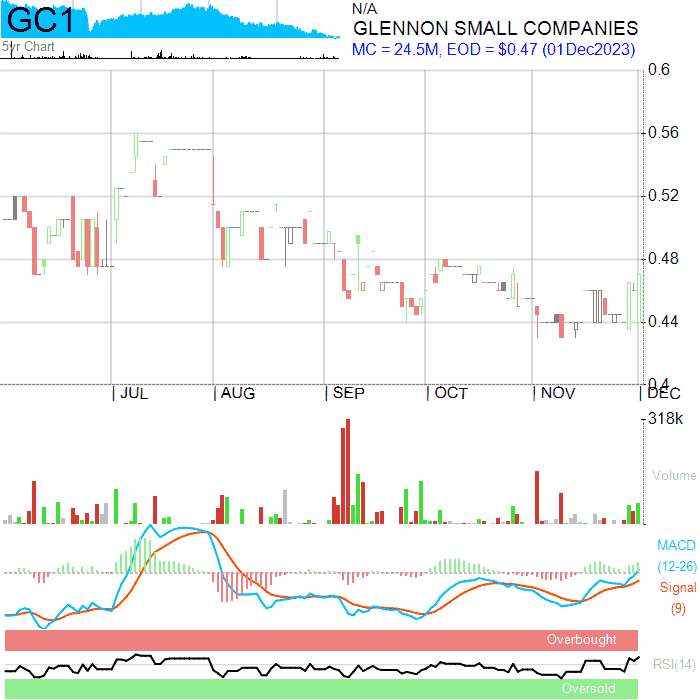 GC1
5yr Chart
N/A
GLENNON SMALL COMPANIES
MC = 24.5M, EOD = $0.47 (01Dec2023)
0.6
0.56
0.52
0.48
0.44
0.4
JUL AUG SEP OCT NOV DEC
318k
Volume
MACD
(12-26)
Signal
(9)
Overbought
RSI(14)
Oversold